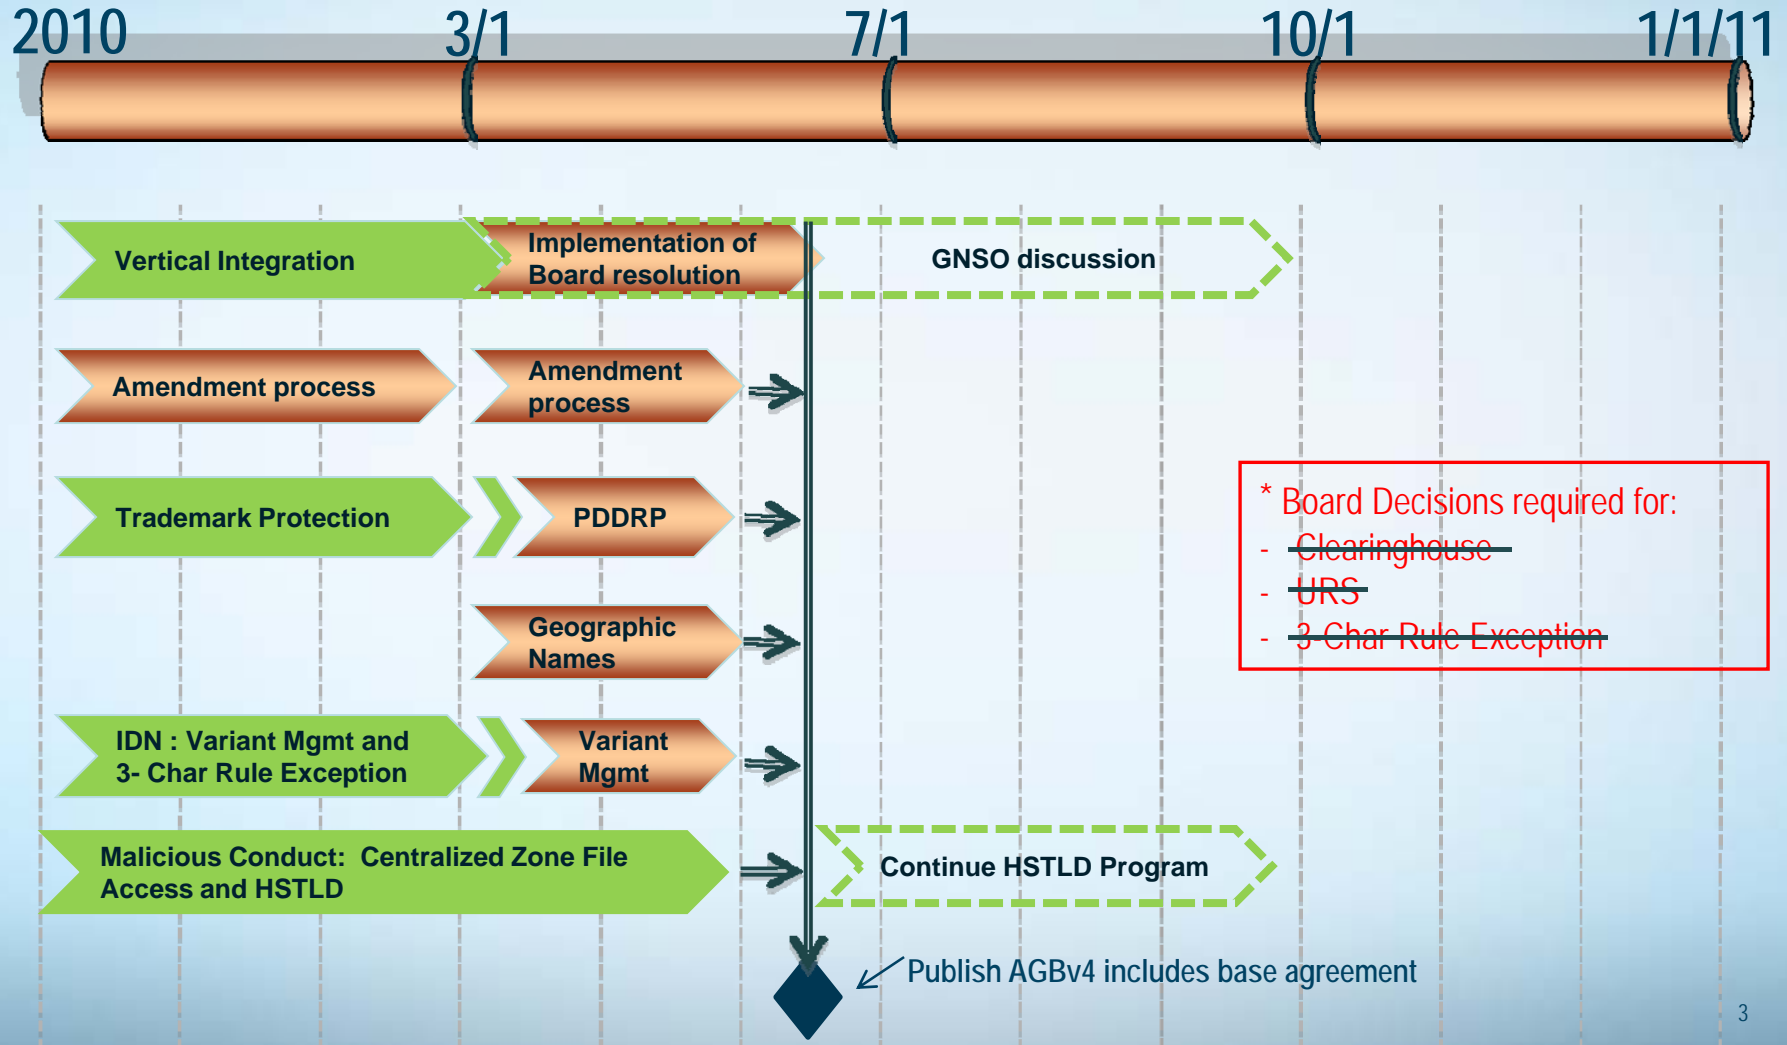 2010 3/1 7/1 10/1 1/1/11
Vertical Integration
Implementation of
Board resolution
GNSO discussion
Amendment process
Amendment
process
Trademark Protection
PDDRP
* Board Decisions required for:
- Clearinghouse
- URS
- 3-Char Rule Exception
Geographic
Names
IDN : Variant Mgmt and
3- Char Rule Exception
Variant
Mgmt
Malicious Conduct: Centralized Zone File
Access and HSTLD
Continue HSTLD Program
Publish AGBv4 includes base agreement
3